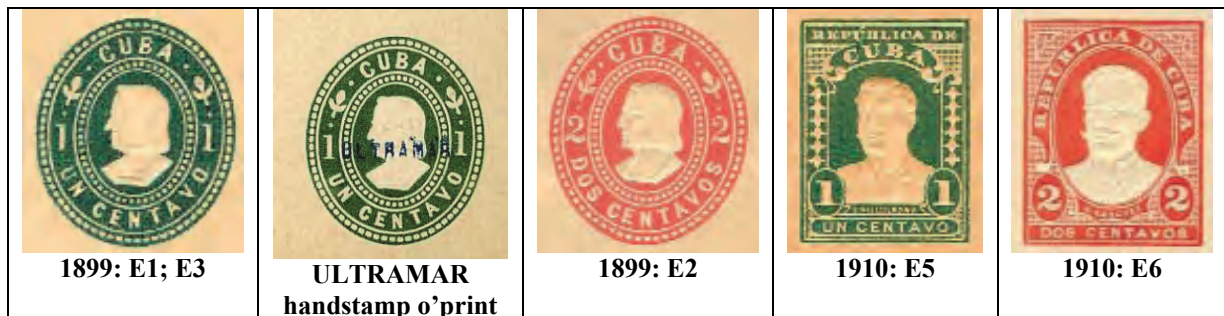 CUBA
1 1
UN CENTAVO
CUBA
1 ULTRAMAR 1
UN CENTAVO
CUBA
2 2
DOS CENTAVOS
REPUBLICA DE
CUBA
1 1
UN CENTAVO
REPUBLICA DE CUBA
2 2
DOS CENTAVOS
1899: E1; E3
ULTRAMAR
handstamp o’print
1899: E2
1910: E5
1910: E6